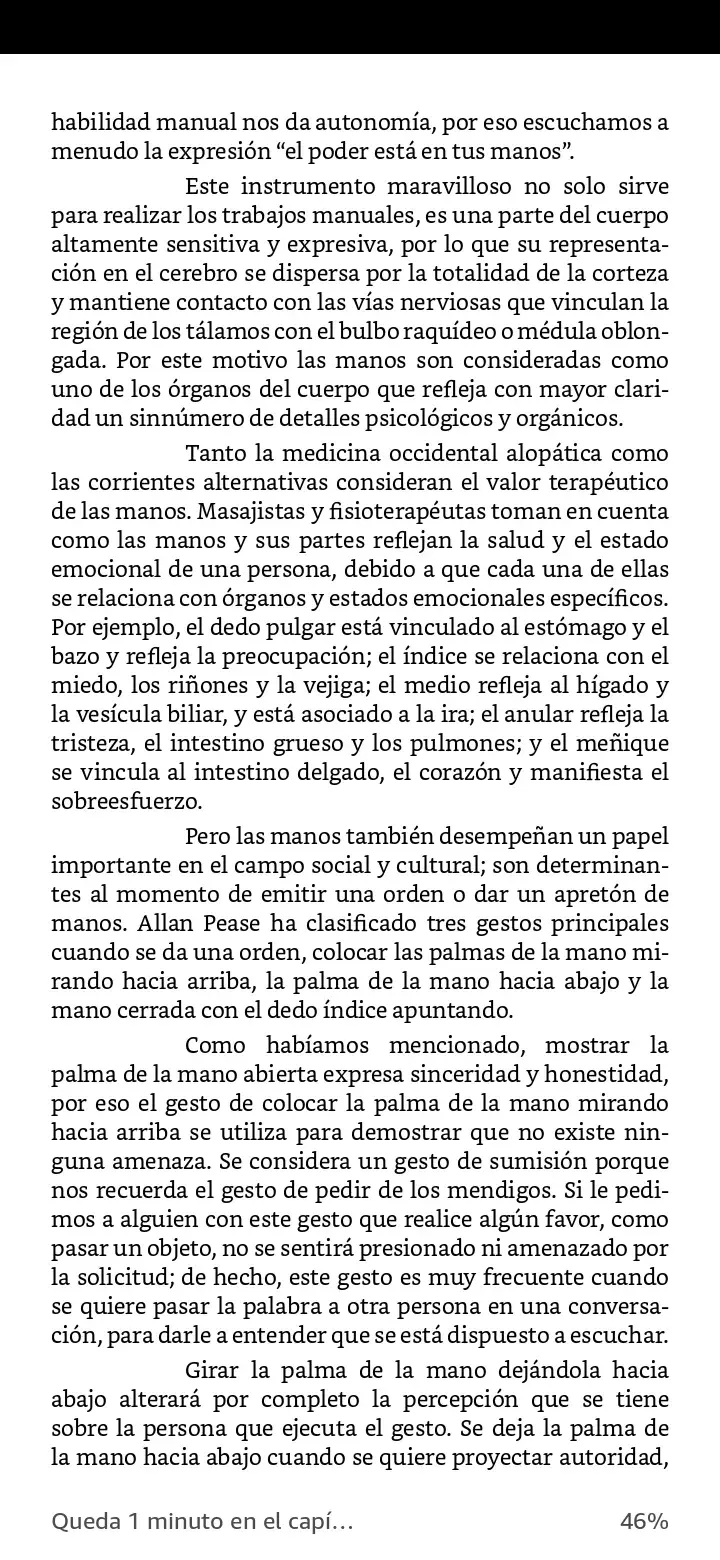 habilidad manual nos da autonomía, por eso escuchamos a
menudo la expresión “el poder está en tus manos”.
Este instrumento maravilloso no solo sirve
para realizar los trabajos manuales, es una parte del cuerpo
altamente sensitiva y expresiva, por lo que su representa-
ción en el cerebro se dispersa por la totalidad de la corteza
y mantiene contacto con las vías nerviosas que vinculan la
región de los tálamos con el bulbo raquídeo o médula oblon-
gada. Por este motivo las manos son consideradas como
uno de los órganos del cuerpo que refleja con mayor clari-
dad un sinnúmero de detalles psicológicos y orgánicos.
Tanto la medicina occidental alopática como
las corrientes alternativas consideran el valor terapéutico
de las manos. Masajistas y fisioterapéutas toman en cuenta
como las manos y sus partes reflejan la salud y el estado
emocional de una persona, debido a que cada una de ellas
se relaciona con órganos y estados emocionales específicos.
Por ejemplo, el dedo pulgar está vinculado al estómago y el
bazo y refleja la preocupación; el índice se relaciona con el
miedo, los riñones y la vejiga; el medio refleja al hígado y
la vesícula biliar, y está asociado a la ira; el anular refleja la
tristeza, el intestino grueso y los pulmones; y el meñique
se vincula al intestino delgado, el corazón y manifiesta el
sobreesfuerzo.
Pero las manos también desempeñan un papel
importante en el campo social y cultural; son determinan-
tes al momento de emitir una orden o dar un apretón de
manos. Allan Pease ha clasificado tres gestos principales
cuando se da una orden, colocar las palmas de la mano mi-
rando hacia arriba, la palma de la mano hacia abajo y la
mano cerrada con el dedo índice apuntando.
Como habíamos mencionado, mostrar la
palma de la mano abierta expresa sinceridad y honestidad,
por eso el gesto de colocar la palma de la mano mirando
hacia arriba se utiliza para demostrar que no existe nin-
guna amenaza. Se considera un gesto de sumisión porque
nos recuerda el gesto de pedir de los mendigos. Si le pedi-
mos a alguien con este gesto que realice algún favor, como
pasar un objeto, no se sentirá presionado ni amenazado por
la solicitud; de hecho, este gesto es muy frecuente cuando
se quiere pasar la palabra a otra persona en una conversa-
ción, para darle a entender que se está dispuesto a escuchar.
Girar la palma de la mano dejándola hacia
abajo alterará por completo la percepción que se tiene
sobre la persona que ejecuta el gesto. Se deja la palma de
la mano hacia abajo cuando se quiere proyectar autoridad,
Queda 1 minuto en el capí… 46%